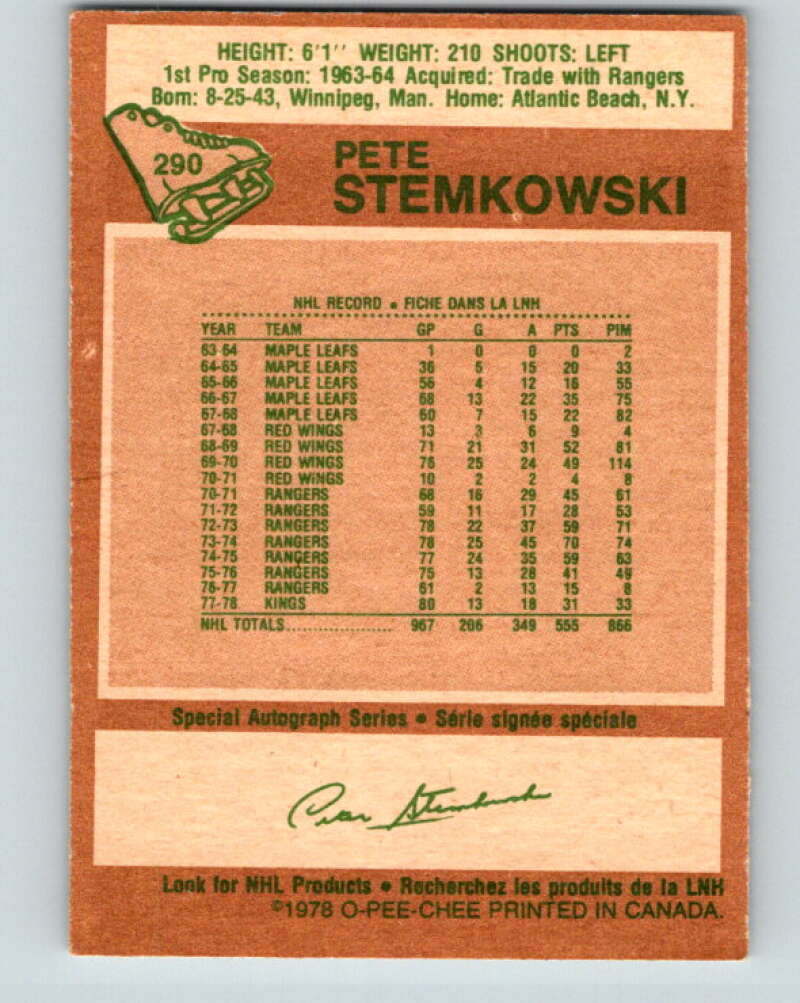 HEIGHT: 6'1'' WEIGHT: 210 SHOOTS: LEFT
1st Pro Season: 1963-64 Acquired: Trade with Rangers
Born: 8-25-43, Winnipeg, Man. Home: Atlantic Beach, N.Y.
290
PETE
STEMKOWSKI
NHL RECORD • FICHE DANS LA LNH
YEAR TEAM GP G A PTS PIM
63-64 MAPLE LEAFS 1 0 0 0 2
64-65 MAPLE LEAFS 36 5 15 20 33
65-66 MAPLE LEAFS 56 4 12 16 55
66-67 MAPLE LEAFS 68 13 22 35 75
67-68 MAPLE LEAFS 60 7 15 22 82
67-68 RED WINGS 13 3 6 9 4
68-69 RED WINGS 71 21 31 52 81
69-70 RED WINGS 76 25 24 49 114
70-71 RED WINGS 10 2 2 4 8
70-71 RANGERS 68 16 29 45 61
71-72 RANGERS 59 11 17 28 53
72-73 RANGERS 78 22 37 59 71
73-74 RANGERS 78 25 45 70 74
74-75 RANGERS 77 24 35 59 63
75-76 RANGERS 75 13 28 41 49
76-77 RANGERS 61 2 13 15 8
77-78 KINGS 80 13 18 31 33
NHL TOTALS.................... 967 206 349 555 866
Special Autograph Series • Série signée spéciale
Pete Stemkowski
Look for NHL Products • Recherchez les produits de la LNH
©1978 O-PEE-CHEE PRINTED IN CANADA.